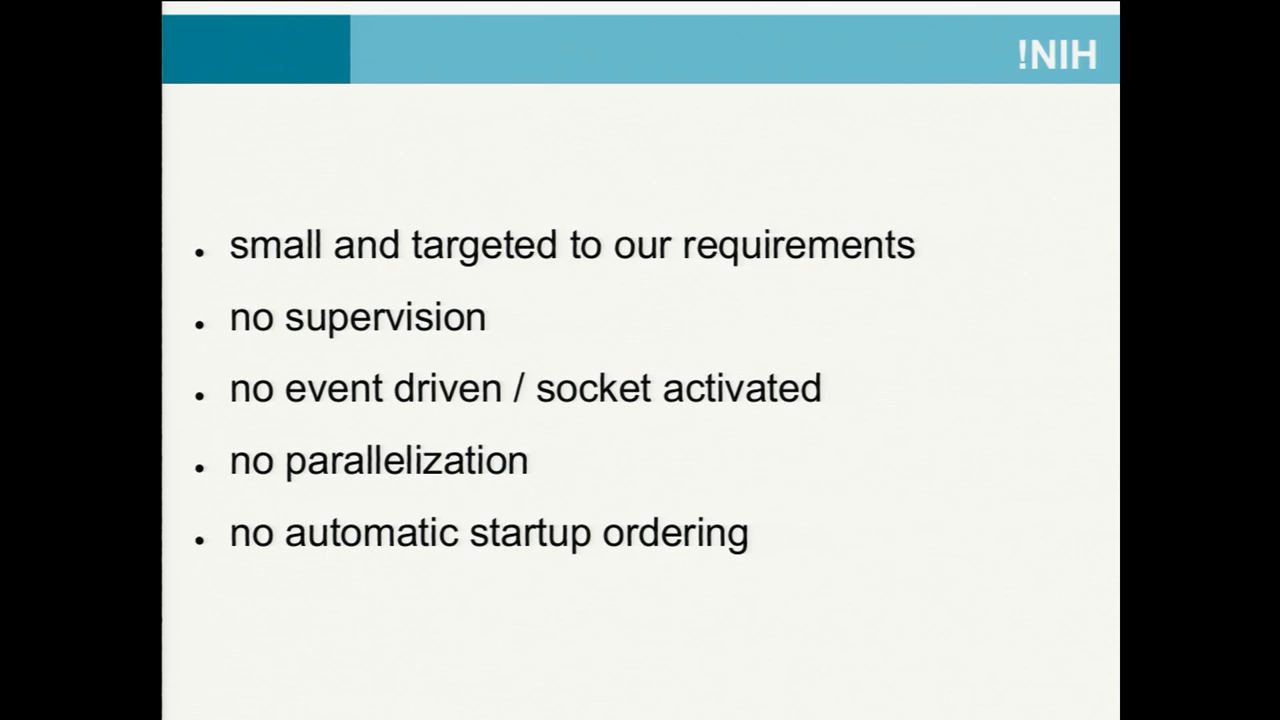 !NIH
small and targeted to our requirements
no supervision
no event driven / socket activated
no parallelization
no automatic startup ordering